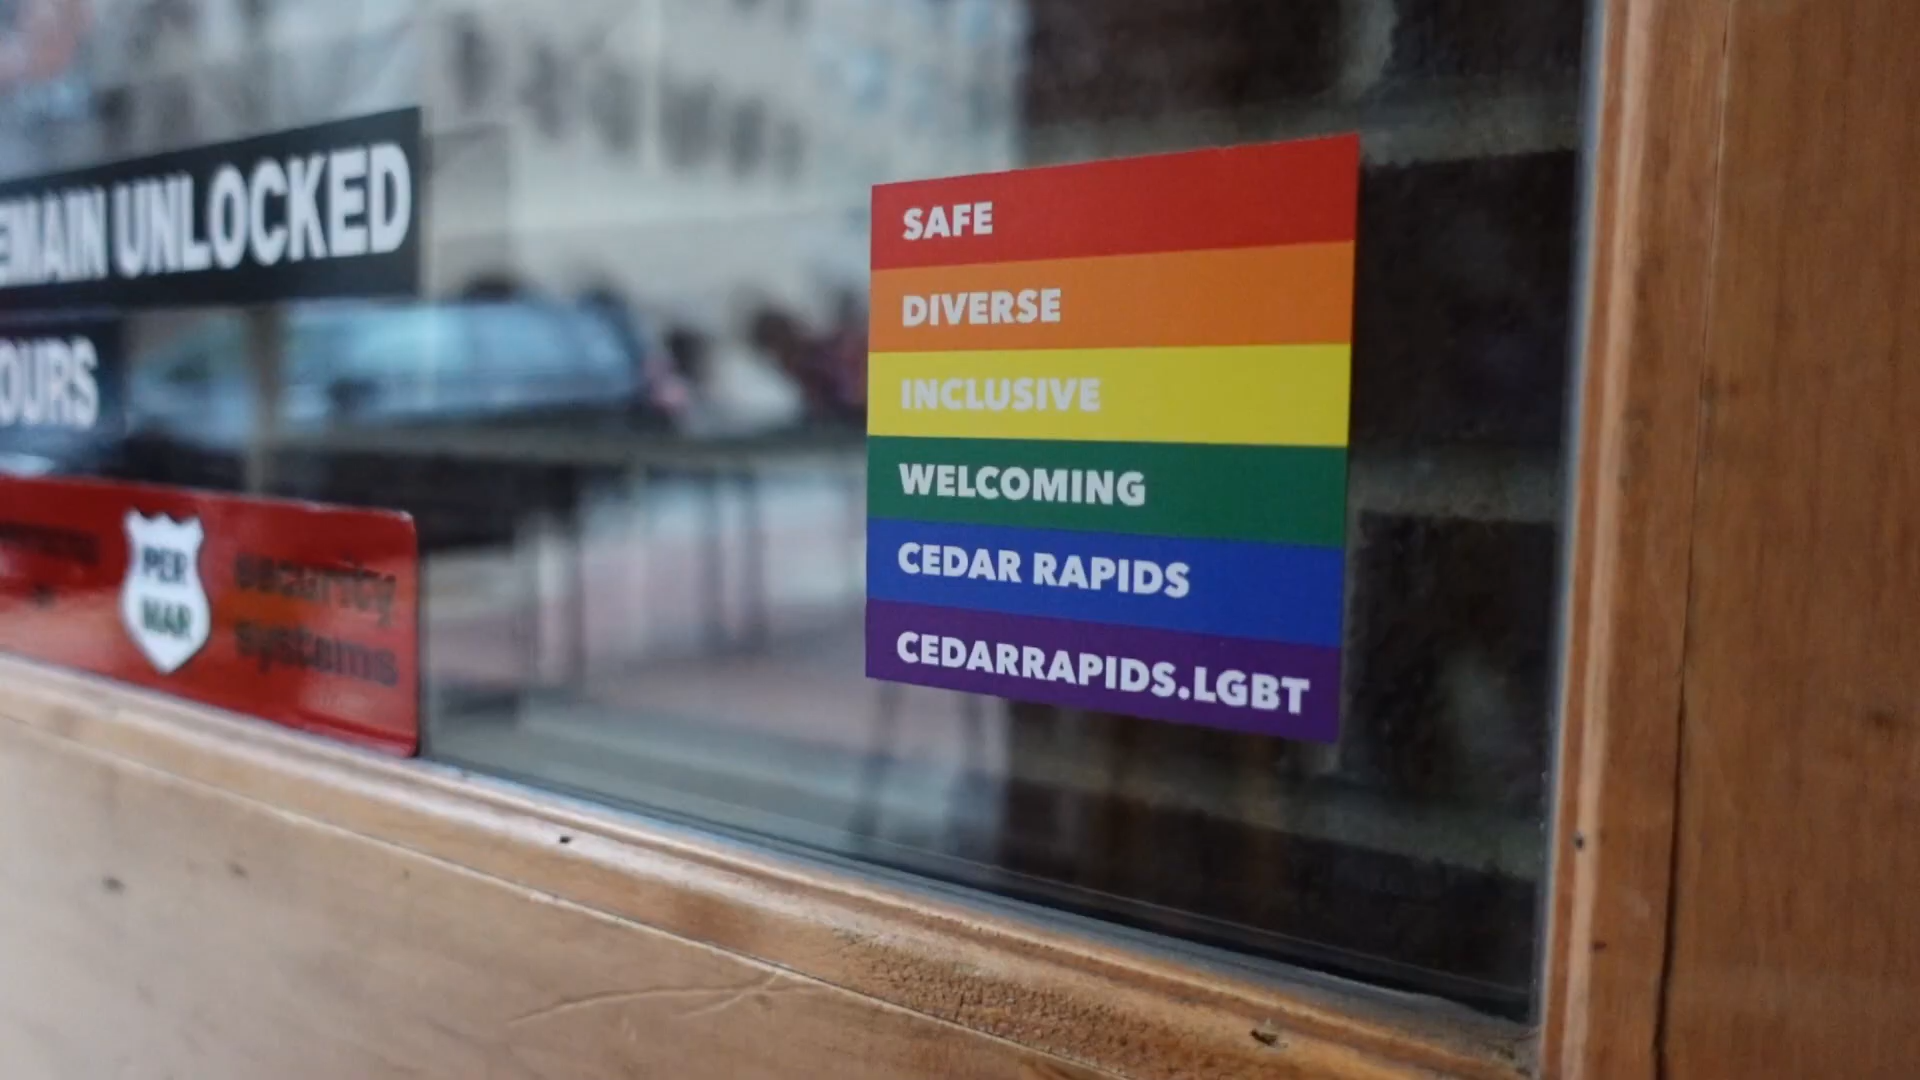 EMAIN UNLOCKED
OURS
PER
MAR
security
systems
SAFE
DIVERSE
INCLUSIVE
WELCOMING
CEDAR RAPIDS
CEDARRAPIDS.LGBT